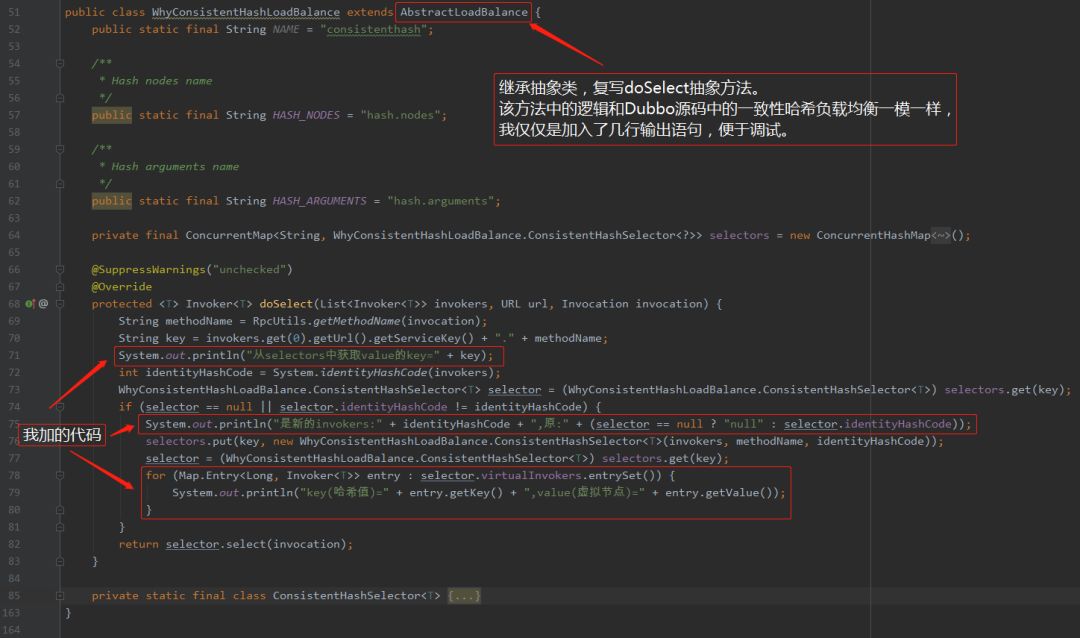 51 public class WhyConsistentHashLoadBalance extends AbstractLoadBalance {
52 public static final String NAME = "consistenthash";
53
54 /**
继承抽象类，复写doSelect抽象方法。
55 * Hash nodes name
该方法中的逻辑和Dubbo源码中的一致性哈希负载均衡一模一样，
56 */
57 public static final String HASH_NODES = "hash.nodes";
我仅仅是加入了几行输出语句，便于调试。
58
59 /**
60 * Hash arguments name
61 */
62 public static final String HASH_ARGUMENTS = "hash.arguments";
63
64 private final ConcurrentMap<String, WhyConsistentHashLoadBalance.ConsistentHashSelector<?>> selectors = new ConcurrentHashMap<~>();
65
66 @SuppressWarnings("unchecked")
67 @Override
68 @ protected <T> Invoker<T> doSelect(List<Invoker<T>> invokers, URL url, Invocation invocation) {
69 String methodName = RpcUtils.getMethodName(invocation);
70 String key = invokers.get(0).getUrl().getServiceKey() + "." + methodName;
71 System.out.println("从selectors中获取value的key=" + key);
72 int identityHashCode = System.identityHashCode(invokers);
73 WhyConsistentHashLoadBalance.ConsistentHashSelector<T> selector = (WhyConsistentHashLoadBalance.ConsistentHashSelector<T>) selectors.get(key);
74 if (selector == null || selector.identityHashCode != identityHashCode) {
System.out.println("是新的invokers:" + identityHashCode + ",原:" + (selector == null ? "null" : selector.identityHashCode));
我加的代码
selectors.put(key, new WhyConsistentHashLoadBalance.ConsistentHashSelector<T>(invokers, methodName, identityHashCode));
77 selector = (WhyConsistentHashLoadBalance.ConsistentHashSelector<T>) selectors.get(key);
78 for (Map.Entry<Long, Invoker<T>> entry : selector.virtualInvokers.entrySet()) {
79 System.out.println("key(哈希值)=" + entry.getKey() + ",value(虚拟节点)=" + entry.getValue());
80 }
81 }
82 return selector.select(invocation);
83 }
84
85 private static final class ConsistentHashSelector<T> {...}
163 }
164